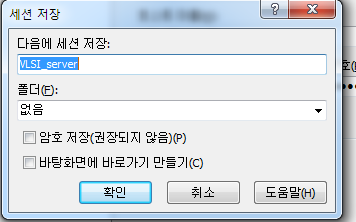 세션 저장
다음에 세션 저장:
VLSI_server
폴더(F):
없음
암호 저장(권장되지 않음)(P)
바탕화면에 바로가기 만들기(C)
확인
취소
도움말(H)